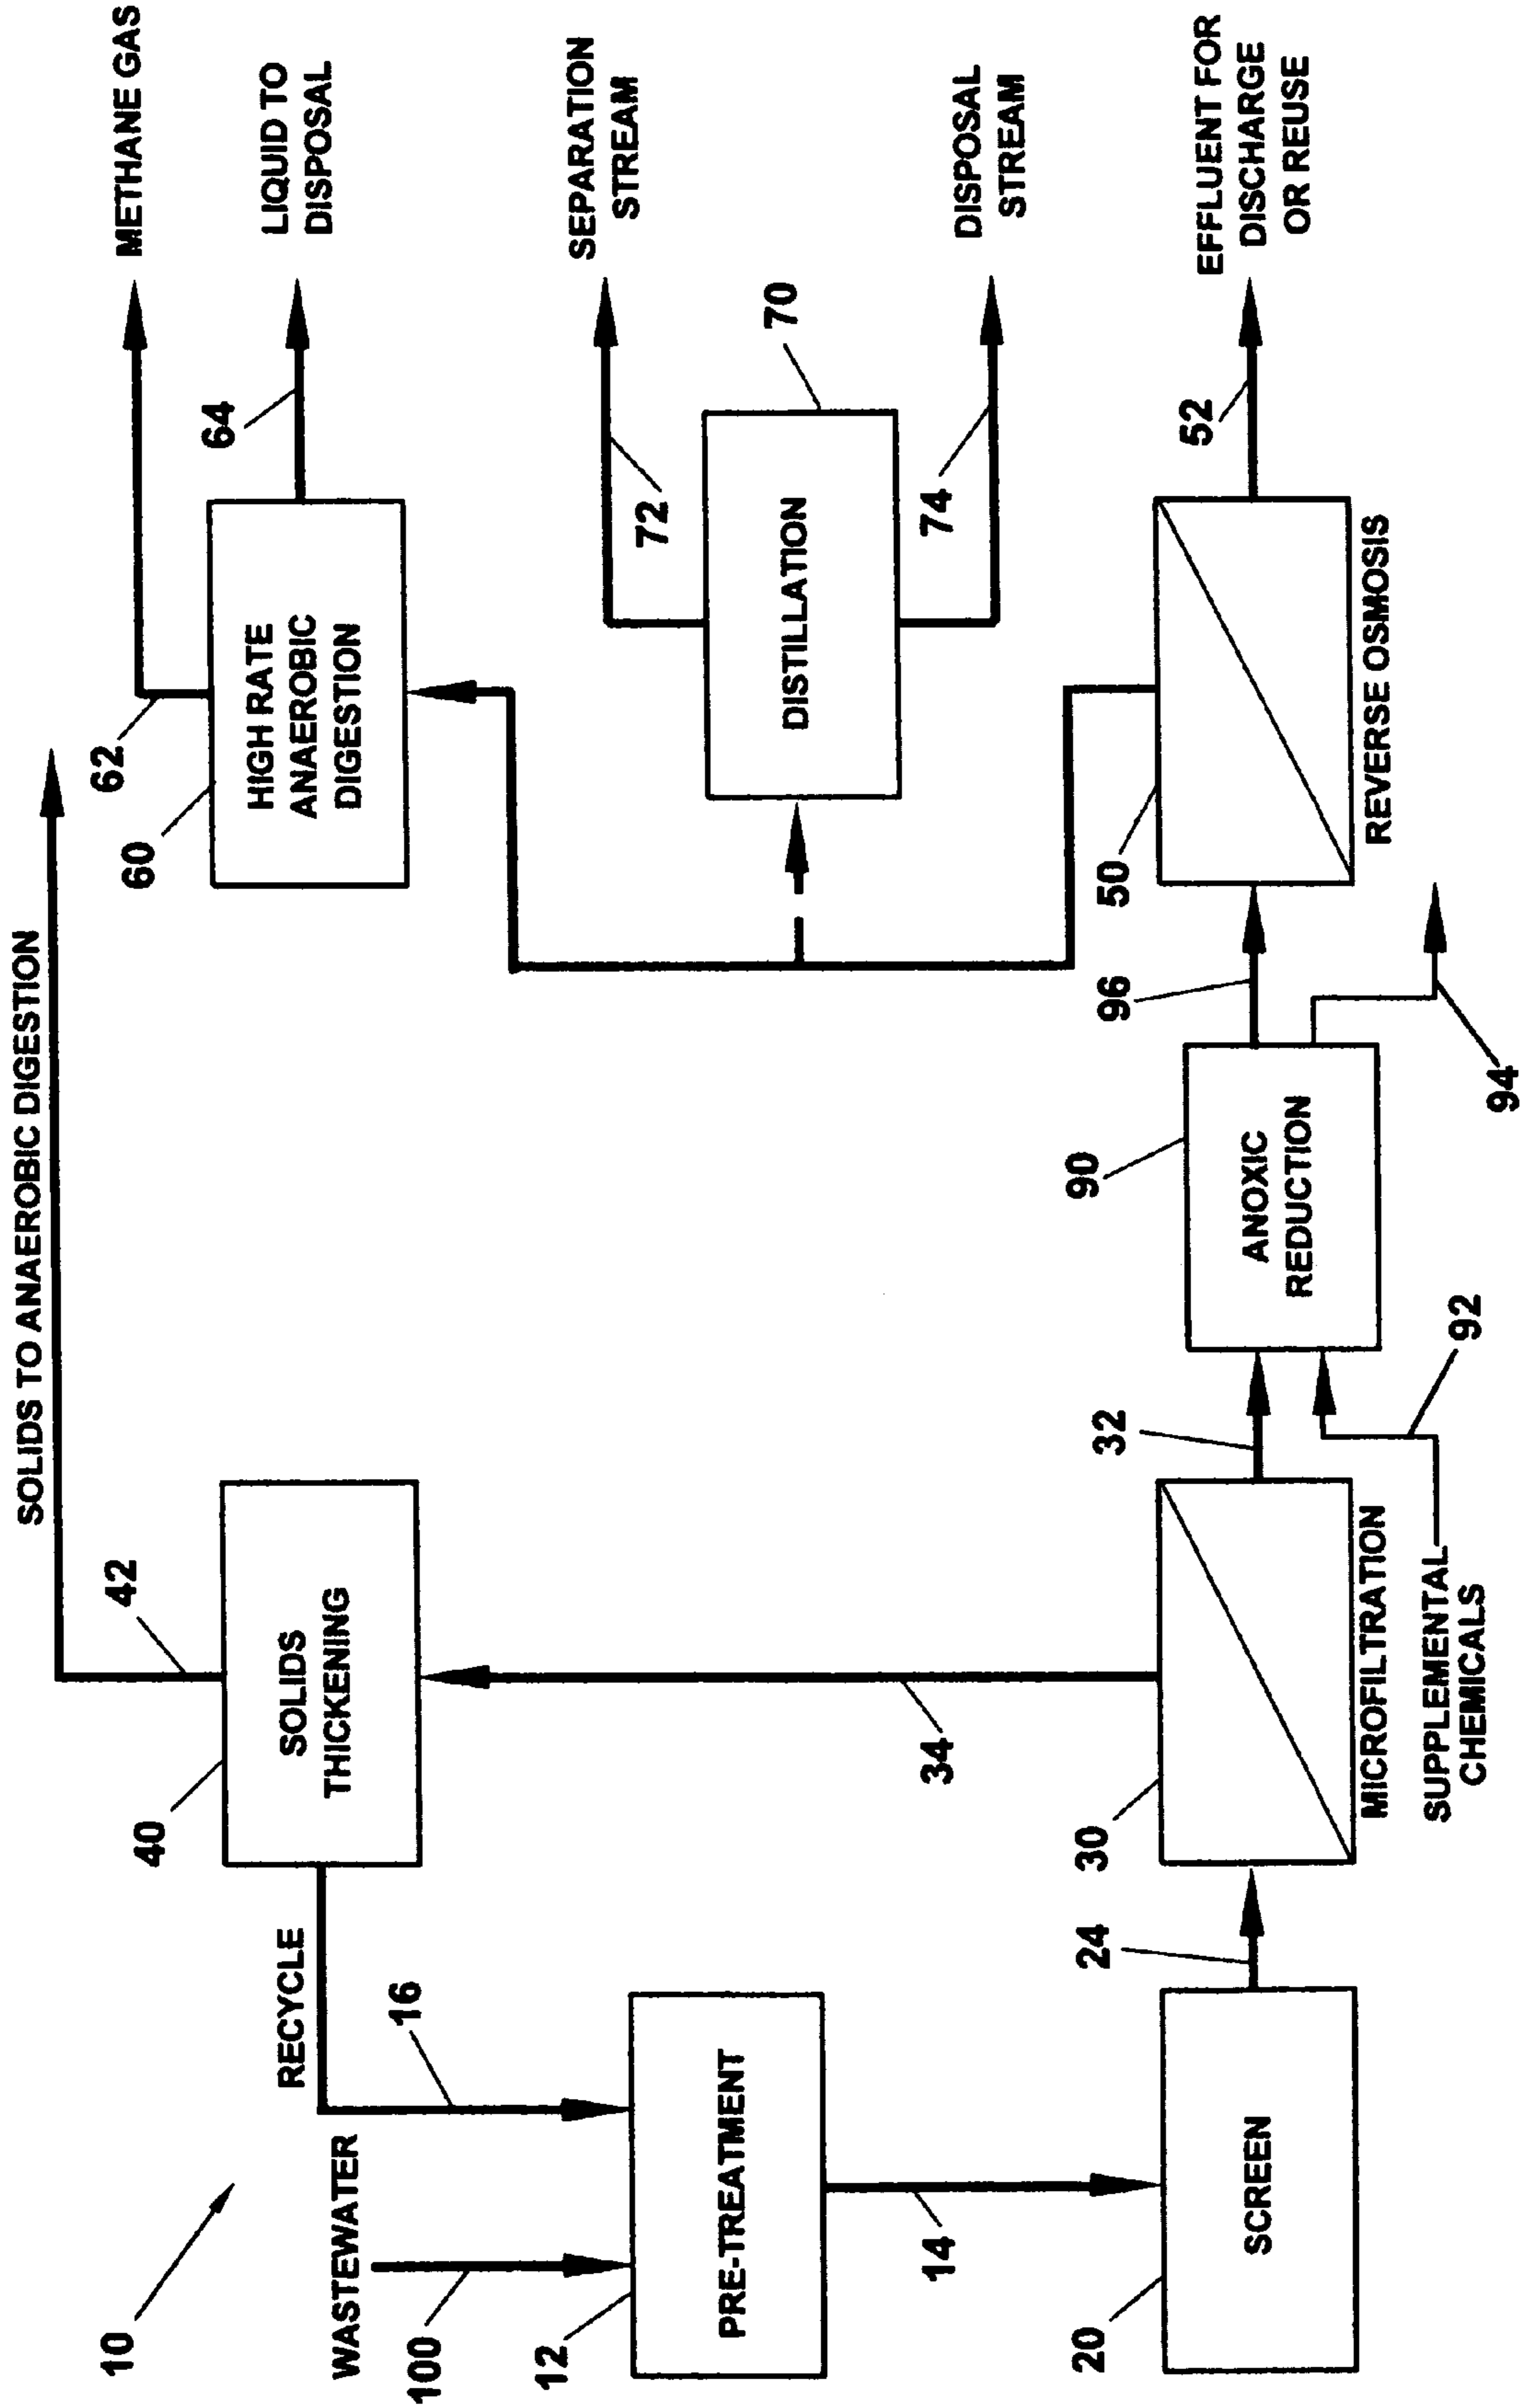 10
SOLIDS TO ANAEROBIC DIGESTION
METHANE GAS
62
LIQUID TO
DISPOSAL
64
60
HIGH RATE
ANAEROBIC
DIGESTION
42
40
SOLIDS
THICKENING
RECYCLE
16
WASTEWATER
100
12
PRE-TREATMENT
14
SEPARATION
STREAM
72
70
DISTILLATION
74
DISPOSAL
STREAM
34
20
SCREEN
24
30
MICROFILTRATION
32
SUPPLEMENTAL
CHEMICALS
92
90
ANOXIC
REDUCTION
94
96
50
REVERSE OSMOSIS
52
EFFLUENT FOR
DISCHARGE
OR REUSE